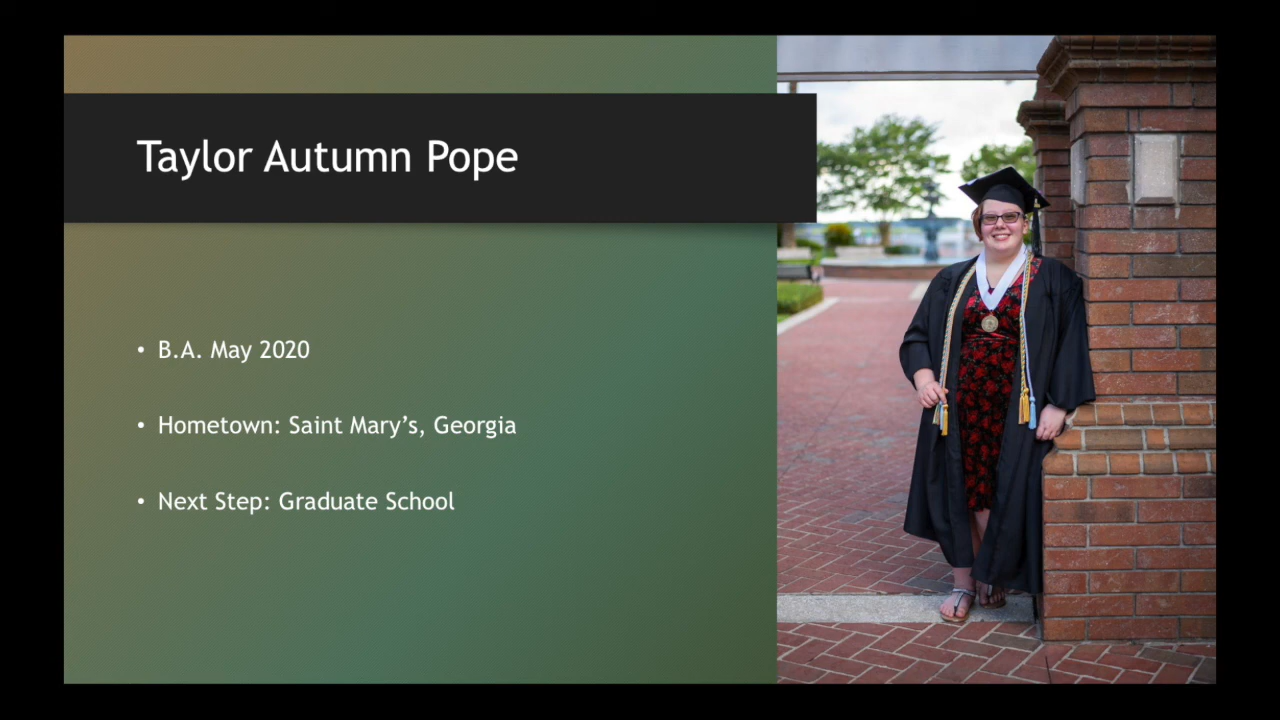 Taylor Autumn Pope
• B.A. May 2020
• Hometown: Saint Mary’s, Georgia
• Next Step: Graduate School